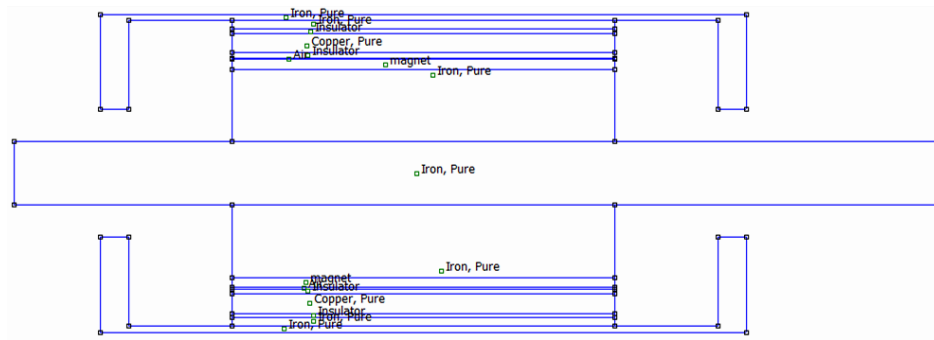 Iron, Pure
Iron, Pure
Insulator
Copper, Pure
Insulator
Air
magnet
Iron, Pure
Iron, Pure
Iron, Pure
magnet
Air
Insulator
Copper, Pure
Insulator
Iron, Pure
Iron, Pure